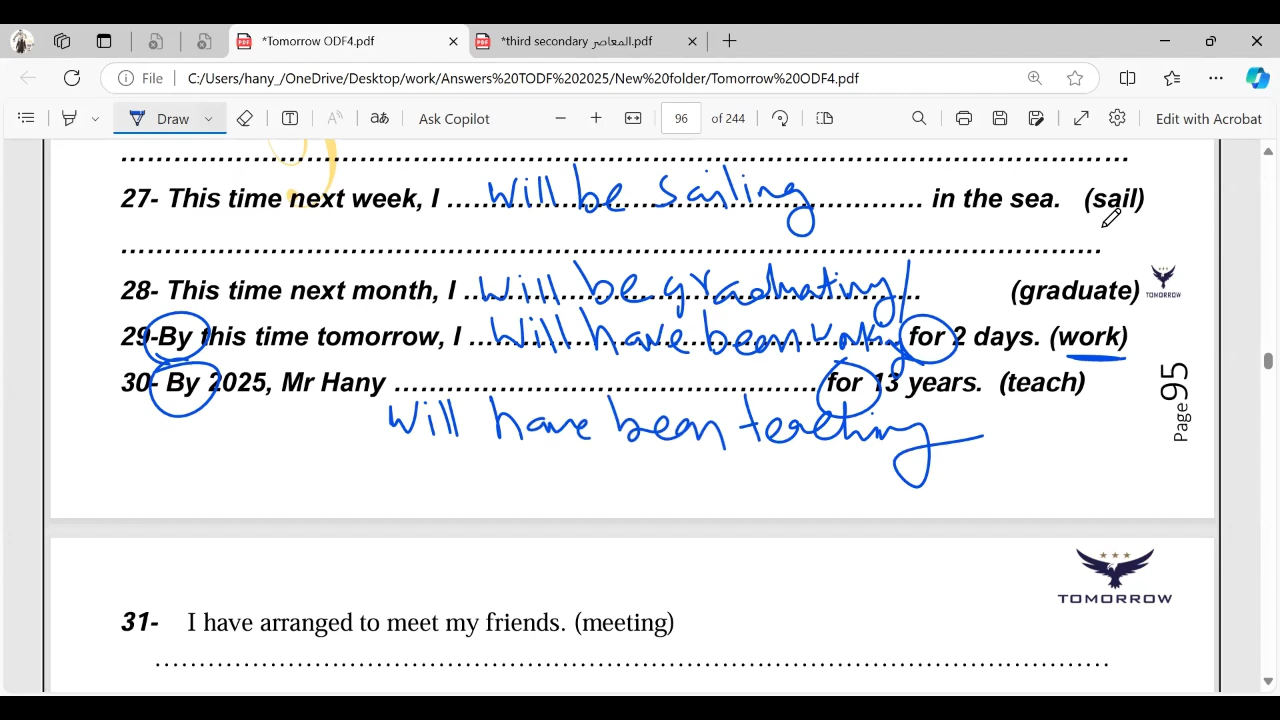 *Tomorrow ODF4.pdf
*third secondary المعاصر.pdf
File C:/Users/hany_/OneDrive/Desktop/work/Answers%20TODF%202025/New%20folder/Tomorrow%20ODF4.pdf
Draw T A aあ Ask Copilot 96 of 244 Edit with Acrobat
27- This time next week, I ...will be sailing... in the sea. (sail)
28- This time next month, I ...will be graduating... (graduate)
TOMORROW
29-By this time tomorrow, I ...will have been working... for 2 days. (work)
30- By 2025, Mr Hany ................................................ for 13 years. (teach)
will have been teaching
Page95
TOMORROW
31- I have arranged to meet my friends. (meeting)